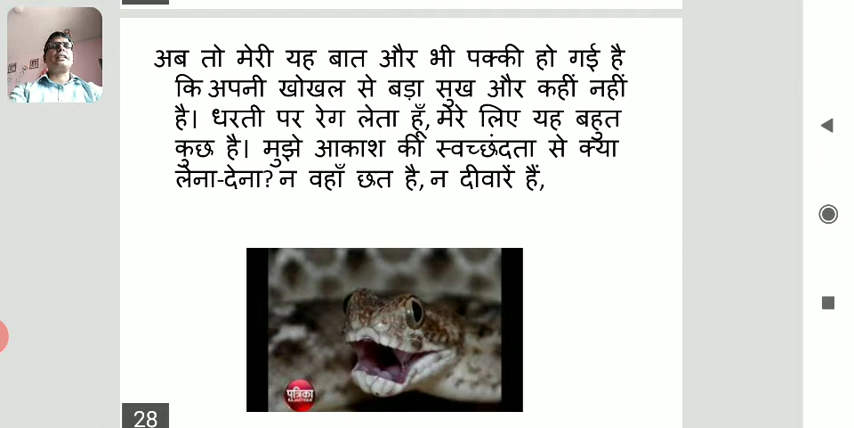 अब तो मेरी यह बात और भी पक्की हो गई है
कि अपनी खोखल से बड़ा सुख और कहीं नहीं
है। धरती पर रेग लेता हूँ, मेरे लिए यह बहुत
कुछ है। मुझे आकाश की स्वच्छंदता से क्या
लेना-देना? न वहाँ छत है, न दीवारें हैं,
पत्रिका
28